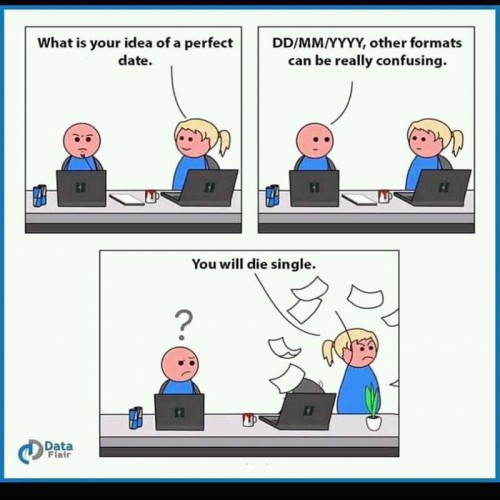 What is your idea of a perfect
date.
DD/MM/YYYY, other formats
can be really confusing.
You will die single.
?
Data
Flair